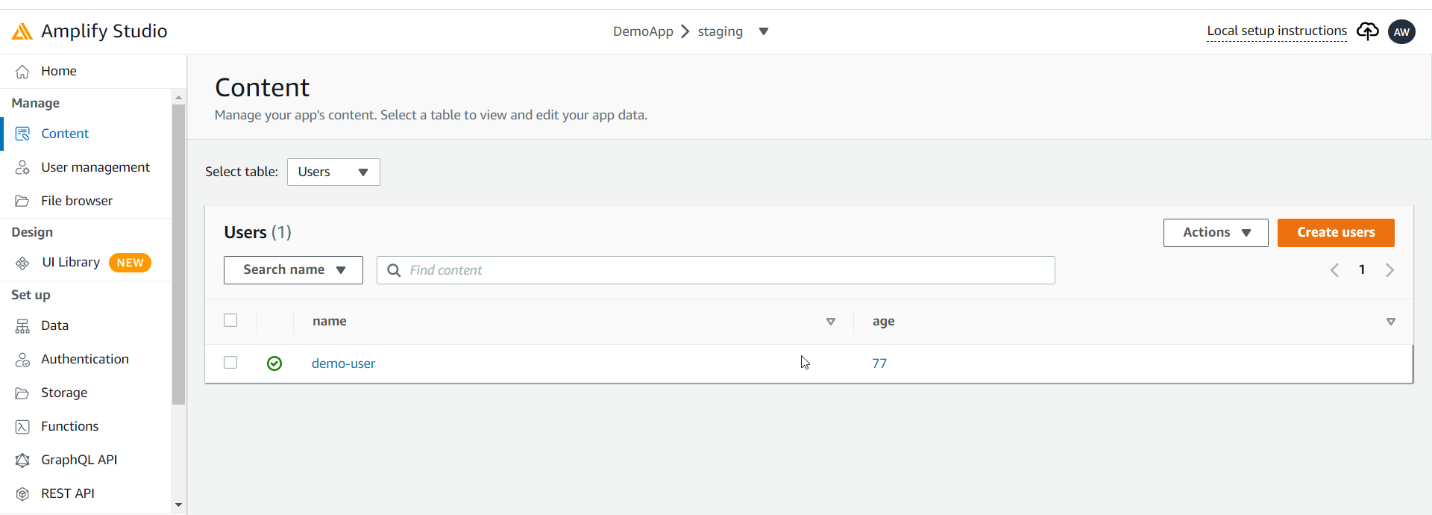 Amplify Studio
DemoApp
staging
Local setup instructions
AW
Home
Manage
Content
User management
File browser
Design
UI Library NEW
Set up
Data
Authentication
Storage
Functions
GraphQL API
REST API
Content
Manage your app's content. Select a table to view and edit your app data.
Select table: Users
Users (1)
Actions
Create users
Search name
Find content
1
name age
demo-user 77